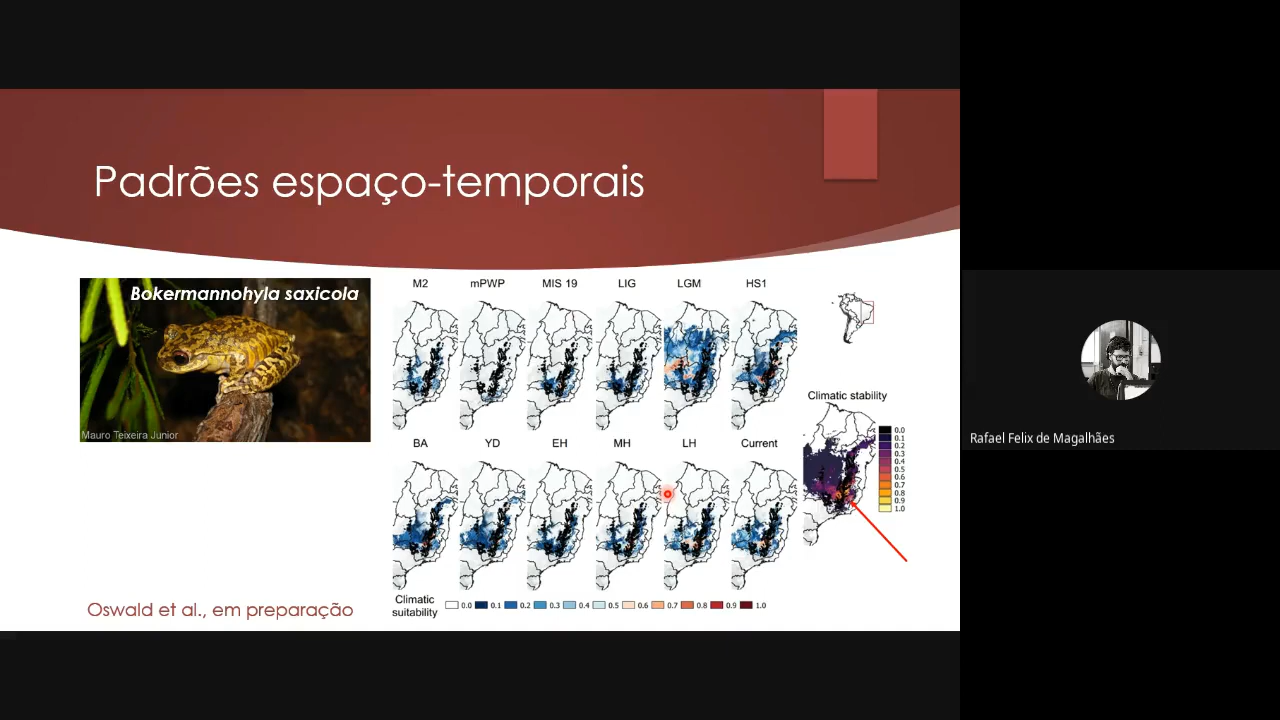 Padrões espaço-temporais
Bokermannohyla saxicola
Mauro Teixeira Junior
M2 mPWP MIS 19 LIG LGM HS1
Climatic stability
0.0
0.1
0.2
0.3
0.4
0.5
0.6
0.7
0.8
0.9
1.0
BA YD EH MH LH Current
Climatic
suitability
0.0 0.1 0.2 0.3 0.4 0.5 0.6 0.7 0.8 0.9 1.0
Oswald et al., em preparação
Rafael Felix de Magalhães